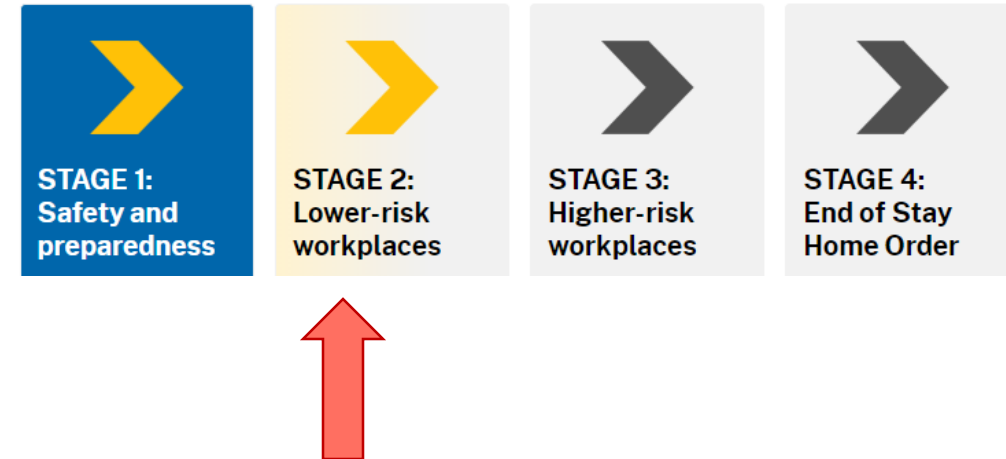 STAGE 1:
Safety and
preparedness
STAGE 2:
Lower-risk
workplaces
STAGE 3:
Higher-risk
workplaces
STAGE 4:
End of Stay
Home Order